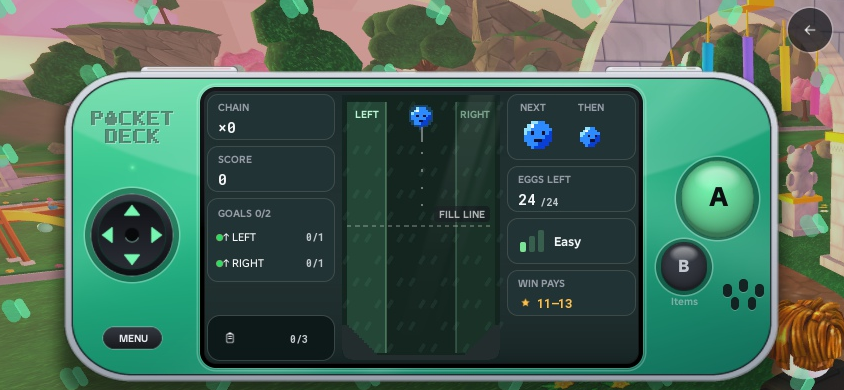 POCKET
DECK
MENU
CHAIN
×0
SCORE
0
GOALS 0/2
↑ LEFT 0/1
↑ RIGHT 0/1
0/3
LEFT
RIGHT
FILL LINE
NEXT THEN
EGGS LEFT
24 /24
Easy
WIN PAYS
★ 11–13
A
B
Items